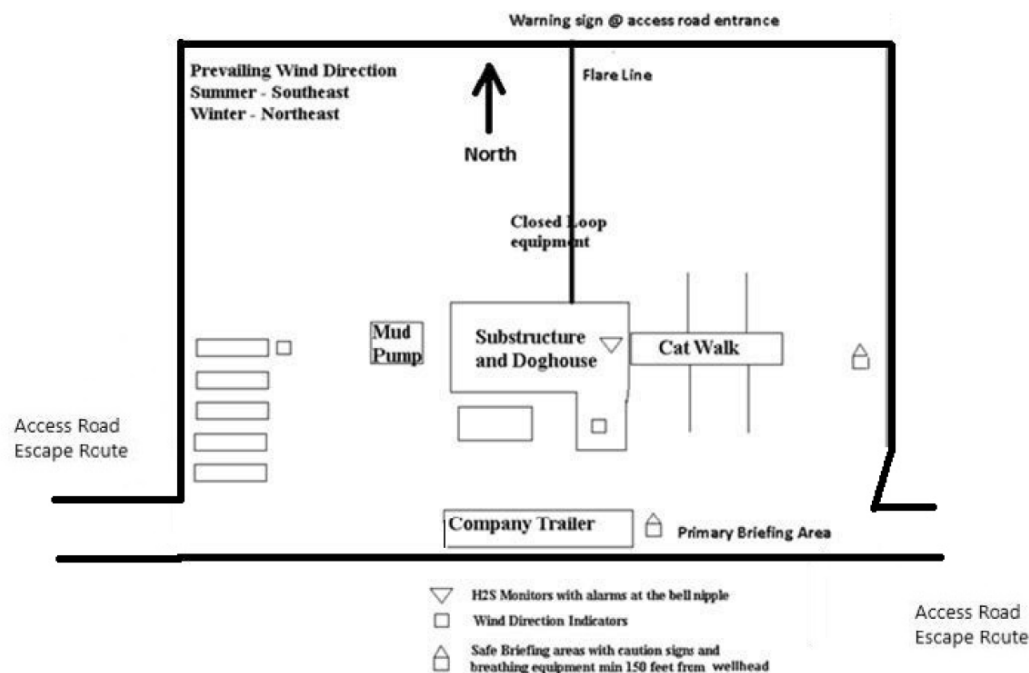 Warning sign @ access road entrance
Prevailing Wind Direction
Summer - Southeast
Winter - Northeast
Flare Line
North
Closed Loop
equipment
Mud
Pump
Substructure
and Doghouse
Cat Walk
Access Road
Escape Route
Company Trailer
Primary Briefing Area
H2S Monitors with alarms at the bell nipple
Wind Direction Indicators
Safe Briefing areas with caution signs and
breathing equipment min 150 feet from wellhead
Access Road
Escape Route